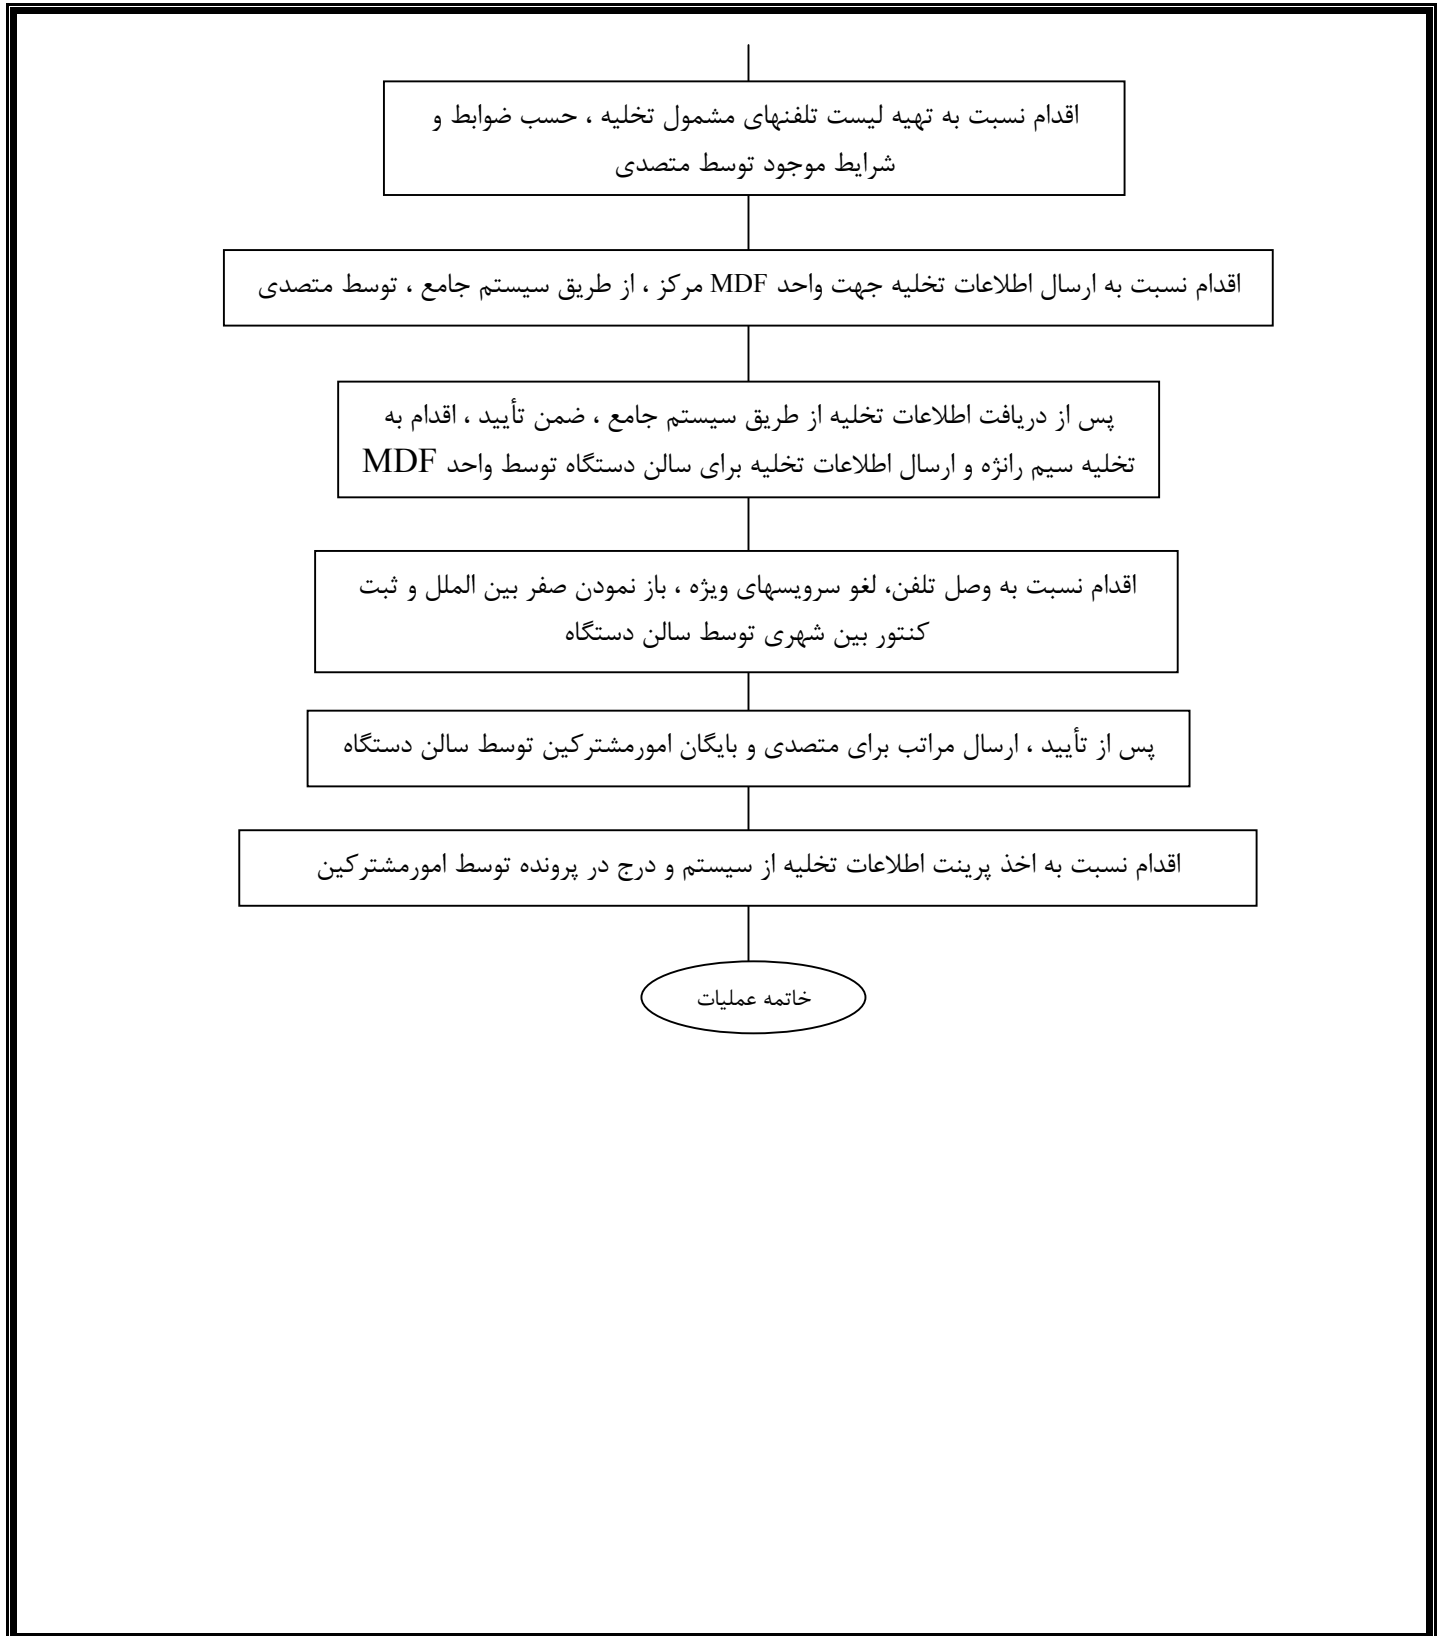 اقدام نسبت به تهیه لیست تلفنهای مشمول تخلیه ، حسب ضوابط و
شرایط موجود توسط متصدی
اقدام نسبت به ارسال اطلاعات تخلیه جهت واحد MDF مرکز ، از طریق سیستم جامع ، توسط متصدی
پس از دریافت اطلاعات تخلیه از طریق سیستم جامع ، ضمن تأیید ، اقدام به
تخلیه سیم رانژه و ارسال اطلاعات تخلیه برای سالن دستگاه توسط واحد MDF
اقدام نسبت به وصل تلفن، لغو سرویسهای ویژه ، باز نمودن صفر بین الملل و ثبت
کنتور بین شهری توسط سالن دستگاه
پس از تأیید ، ارسال مراتب برای متصدی و بایگان امورمشترکین توسط سالن دستگاه
اقدام نسبت به اخذ پرینت اطلاعات تخلیه از سیستم و درج در پرونده توسط امورمشترکین
خاتمه عملیات